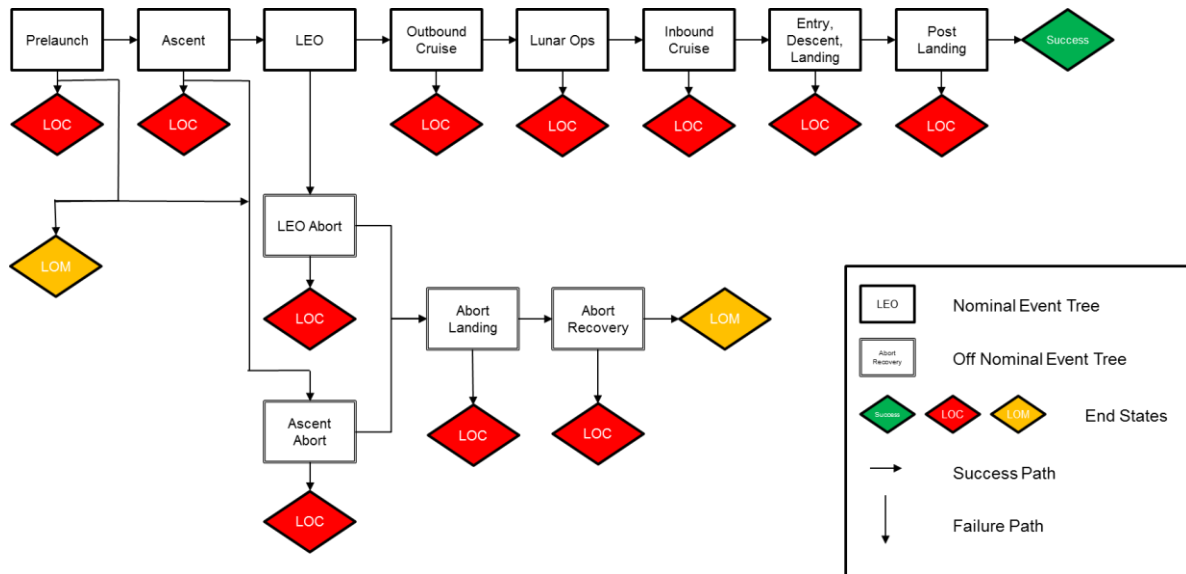 Prelaunch
Ascent
LEO
Outbound
Cruise
Lunar Ops
Inbound
Cruise
Entry,
Descent,
Landing
Post
Landing
Success
LOC
LOC
LOC
LOC
LOC
LOC
LOC
LEO Abort
LOM
LOC
Abort
Landing
Abort
Recovery
LOM
Ascent
Abort
LOC
LOC
LOC
LEO
Nominal Event Tree
Abort
Recovery
Off Nominal Event Tree
Success
LOC
LOM
End States
Success Path
Failure Path